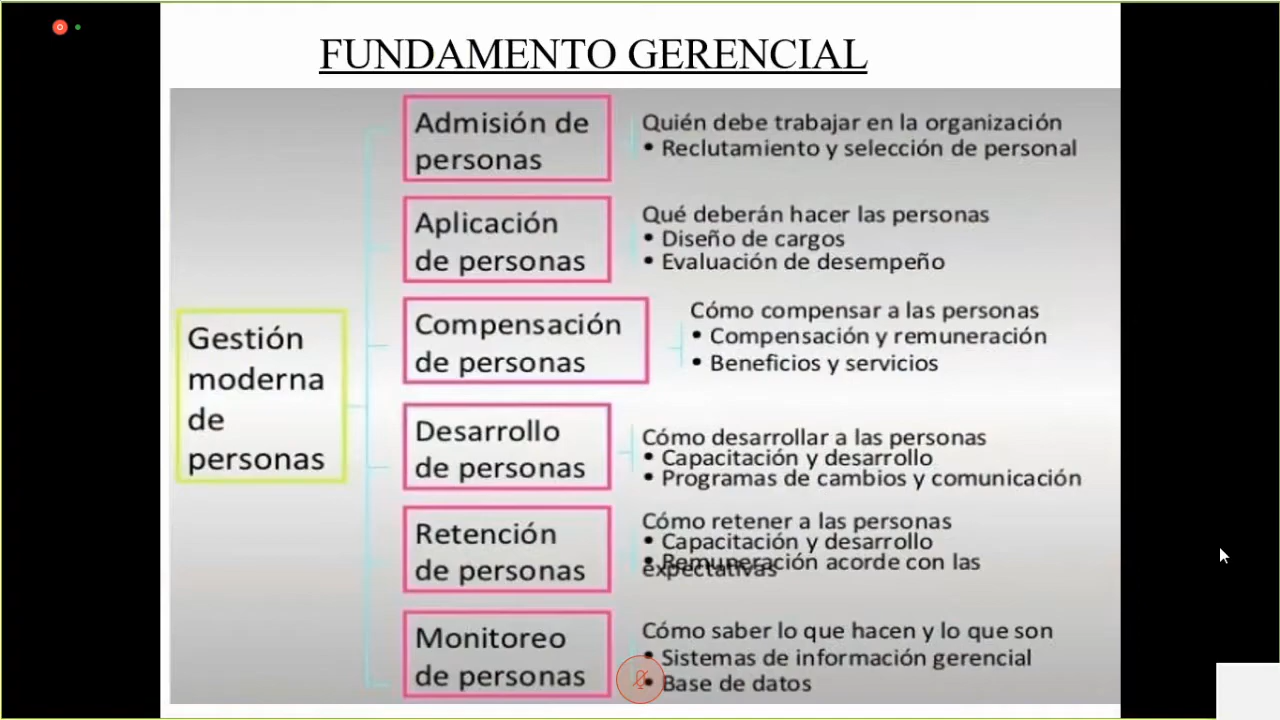 FUNDAMENTO GERENCIAL
Gestión
moderna
de
personas
Admisión de
personas
Quién debe trabajar en la organización
• Reclutamiento y selección de personal
Aplicación
de personas
Qué deberán hacer las personas
• Diseño de cargos
• Evaluación de desempeño
Compensación
de personas
Cómo compensar a las personas
• Compensación y remuneración
• Beneficios y servicios
Desarrollo
de personas
Cómo desarrollar a las personas
• Capacitación y desarrollo
• Programas de cambios y comunicación
Retención
de personas
Cómo retener a las personas
• Capacitación y desarrollo
• Remuneración acorde con las
expectativas
Monitoreo
de personas
Cómo saber lo que hacen y lo que son
• Sistemas de información gerencial
• Base de datos